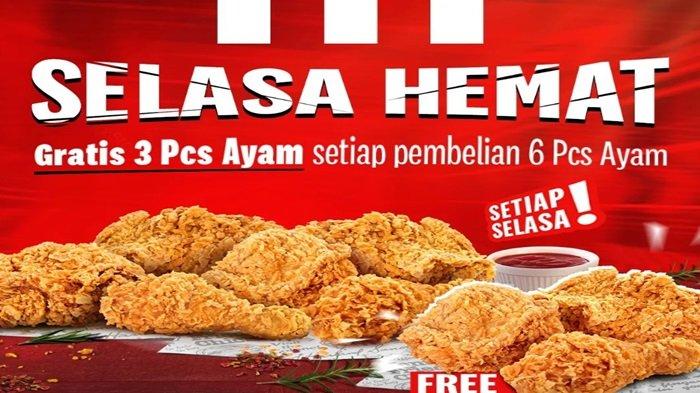 SELASA HEMAT
Gratis 3 Pcs Ayam setiap pembelian 6 Pcs Ayam
SETIAP
SELASA!
FREE